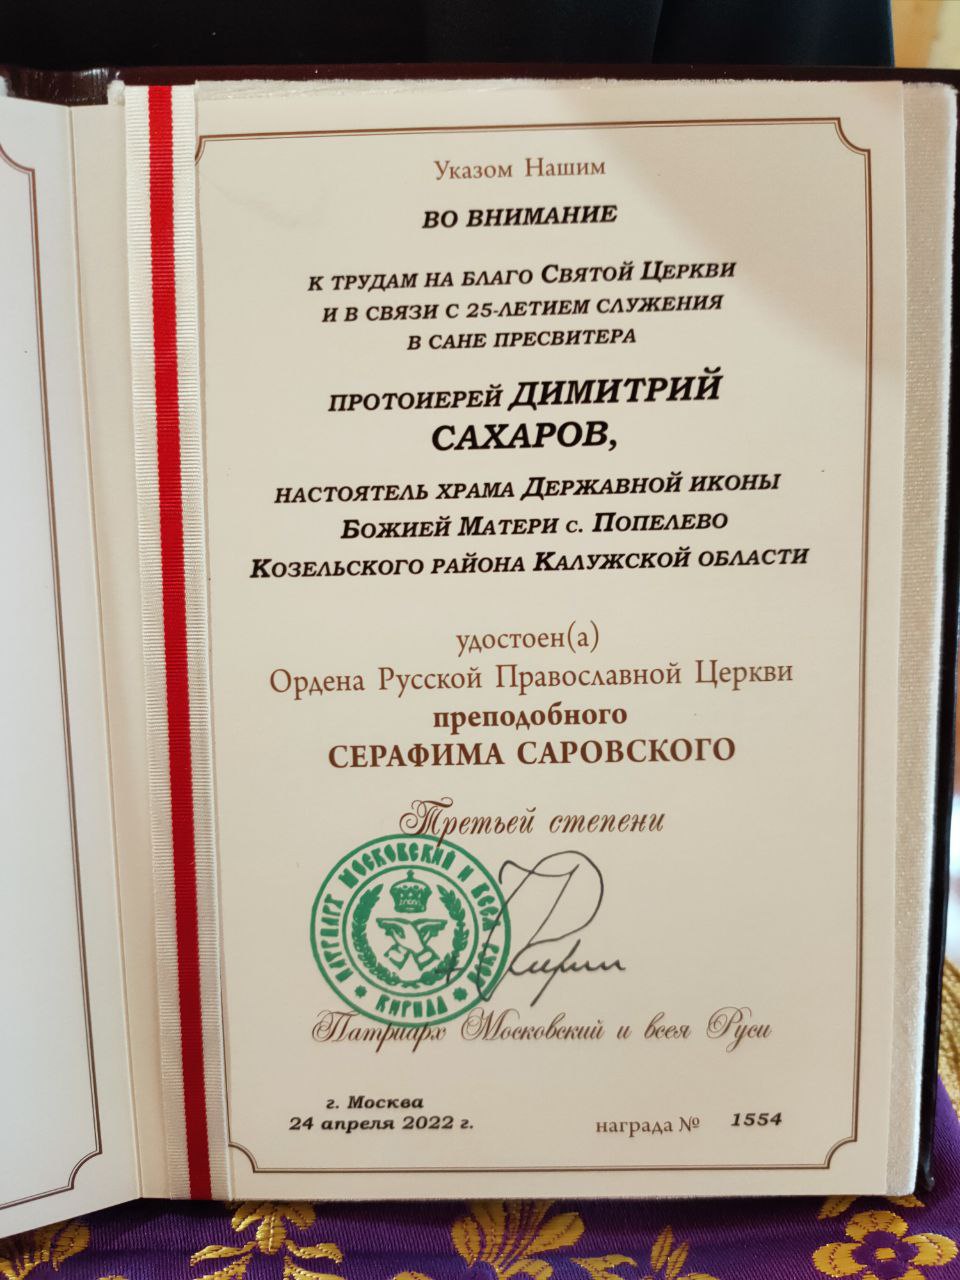 Указом Нашим
ВО ВНИМАНИЕ
К ТРУДАМ НА БЛАГО СВЯТОЙ ЦЕРКВИ
И В СВЯЗИ С 25-ЛЕТИЕМ СЛУЖЕНИЯ
В САНЕ ПРЕСВИТЕРА
ПРОТОИЕРЕЙ ДИМИТРИЙ
САХАРОВ,
НАСТОЯТЕЛЬ ХРАМА ДЕРЖАВНОЙ ИКОНЫ
БОЖИЕЙ МАТЕРИ С. ПОПЕЛЕВО
КОЗЕЛЬСКОГО РАЙОНА КАЛУЖСКОЙ ОБЛАСТИ
удостоен(а)
Ордена Русской Православной Церкви
преподобного
СЕРАФИМА САРОВСКОГО
Третьей степени
ПАТРИАРХ МОСКОВСКИЙ И ВСЕЯ РУСИ
КИРИЛЛ
Патриарх Московский и всея Руси
г. Москва
24 апреля 2022 г.
награда № 1554